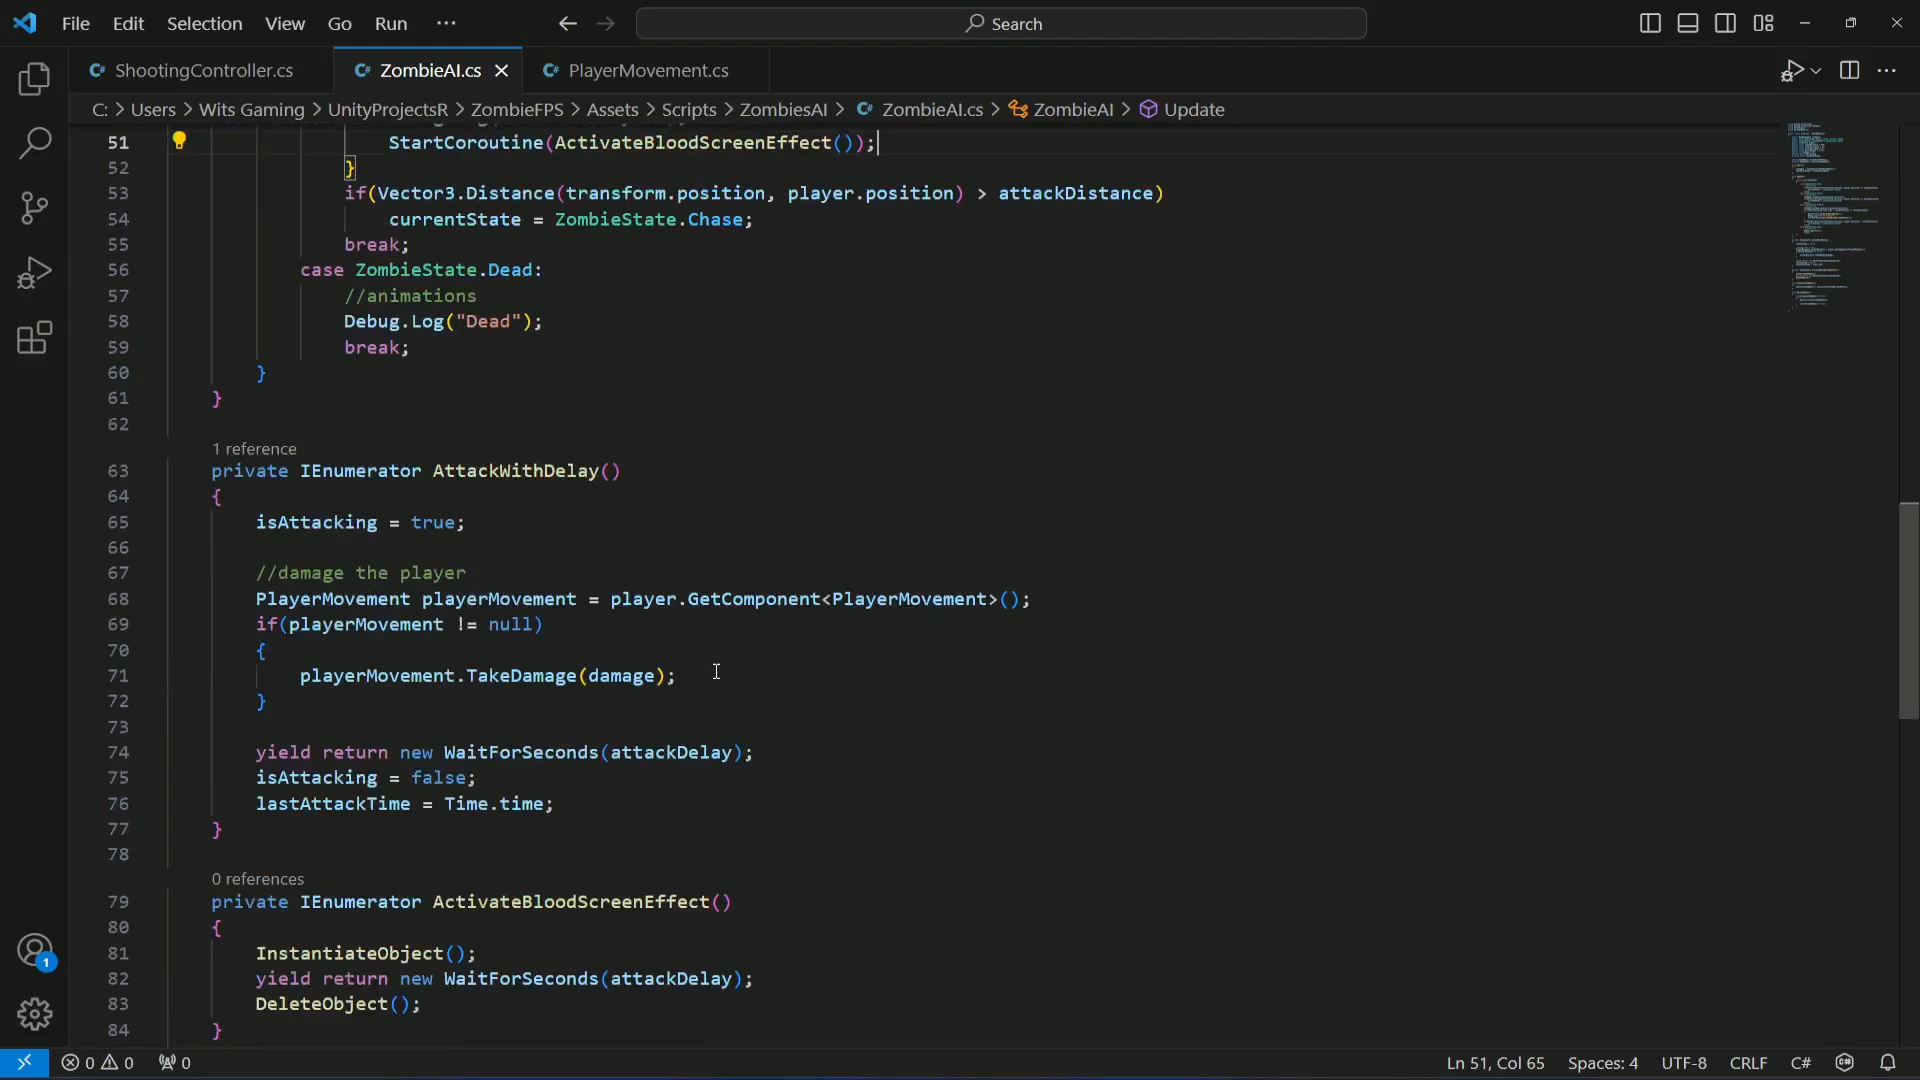 File Edit Selection View Go Run ··· Search
ShootingController.cs ZombieAI.cs PlayerMovement.cs
C: > Users > Wits Gaming > UnityProjectsR > ZombieFPS > Assets > Scripts > ZombiesAI > ZombieAI.cs > ZombieAI > Update
51 StartCoroutine(ActivateBloodScreenEffect());
52 }
53 if(Vector3.Distance(transform.position, player.position) > attackDistance)
54 currentState = ZombieState.Chase;
55 break;
56 case ZombieState.Dead:
57 //animations
58 Debug.Log("Dead");
59 break;
60 }
61 }
62
1 reference
63 private IEnumerator AttackWithDelay()
64 {
65 isAttacking = true;
66
67 //damage the player
68 PlayerMovement playerMovement = player.GetComponent<PlayerMovement>();
69 if(playerMovement != null)
70 {
71 playerMovement.TakeDamage(damage);
72 }
73
74 yield return new WaitForSeconds(attackDelay);
75 isAttacking = false;
76 lastAttackTime = Time.time;
77 }
78
0 references
79 private IEnumerator ActivateBloodScreenEffect()
80 {
81 InstantiateObject();
82 yield return new WaitForSeconds(attackDelay);
83 DeleteObject();
84 }
1
0 0 0 Ln 51, Col 65 Spaces: 4 UTF-8 CRLF C#